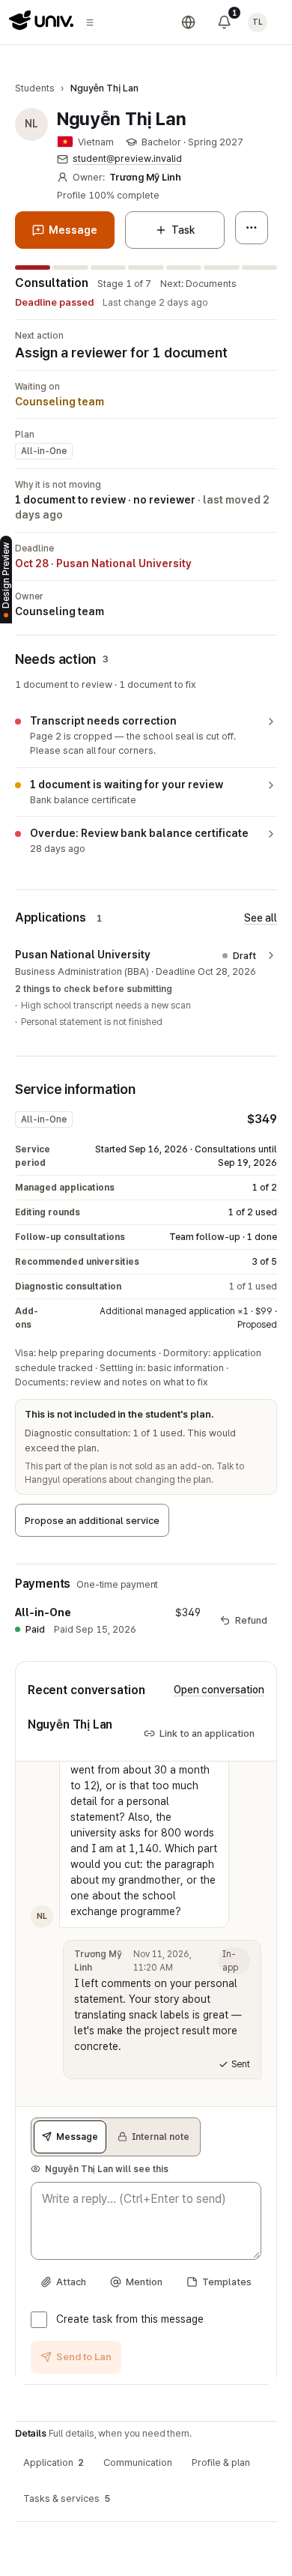 UNIV.
1
TL
Students › Nguyễn Thị Lan
NL
Nguyễn Thị Lan
Vietnam Bachelor · Spring 2027
student@preview.invalid
Owner: Trương Mỹ Linh
Profile 100% complete
Message
Task
Consultation Stage 1 of 7 Next: Documents
Deadline passed Last change 2 days ago
Next action
Assign a reviewer for 1 document
Waiting on
Counseling team
Plan
All-in-One
Why it is not moving
1 document to review · no reviewer · last moved 2
days ago
Design Preview
Deadline
Oct 28 · Pusan National University
Owner
Counseling team
Needs action 3
1 document to review · 1 document to fix
Transcript needs correction
Page 2 is cropped — the school seal is cut off.
Please scan all four corners.
1 document is waiting for your review
Bank balance certificate
Overdue: Review bank balance certificate
28 days ago
Applications 1
See all
Pusan National University
Draft
Business Administration (BBA) · Deadline Oct 28, 2026
2 things to check before submitting
· High school transcript needs a new scan
· Personal statement is not finished
Service information
All-in-One
$349
Service
period
Started Sep 16, 2026 · Consultations until
Sep 19, 2026
Managed applications 1 of 2
Editing rounds 1 of 2 used
Follow-up consultations Team follow-up · 1 done
Recommended universities 3 of 5
Diagnostic consultation 1 of 1 used
Add-
ons
Additional managed application ×1 · $99 ·
Proposed
Visa: help preparing documents · Dormitory: application
schedule tracked · Settling in: basic information ·
Documents: review and notes on what to fix
This is not included in the student's plan.
Diagnostic consultation: 1 of 1 used. This would
exceed the plan.
This part of the plan is not sold as an add-on. Talk to
Hangyul operations about changing the plan.
Propose an additional service
Payments One-time payment
All-in-One $349
Paid Paid Sep 15, 2026
Refund
Recent conversation
Open conversation
Nguyễn Thị Lan
Link to an application
went from about 30 a month
to 12), or is that too much
detail for a personal
statement? Also, the
university asks for 800 words
and I am at 1,140. Which part
would you cut: the paragraph
about my grandmother, or the
one about the school
exchange programme?
NL
Trương Mỹ
Linh
Nov 11, 2026,
11:20 AM
In-
app
I left comments on your personal
statement. Your story about
translating snack labels is great —
let's make the project result more
concrete.
Sent
Message
Internal note
Nguyễn Thị Lan will see this
Write a reply... (Ctrl+Enter to send)
Attach
Mention
Templates
Create task from this message
Send to Lan
Details Full details, when you need them.
Application 2
Communication
Profile & plan
Tasks & services 5